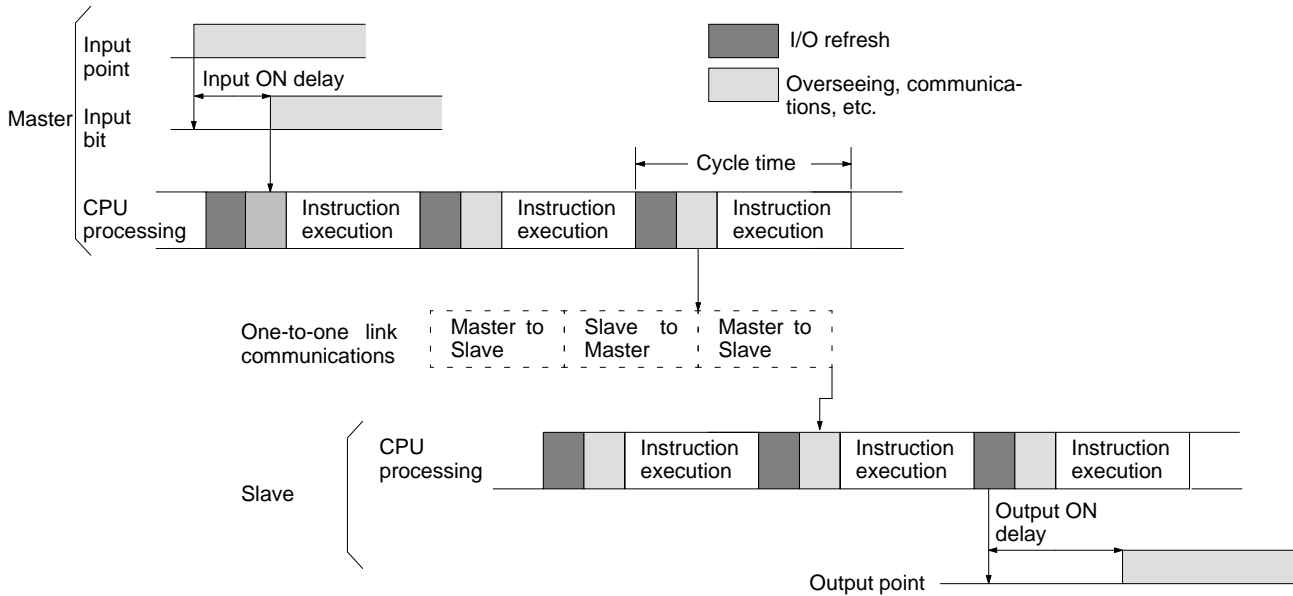 Input
point
I/O refresh
Input ON delay
Overseeing, communica-
tions, etc.
Master
Input
bit
Cycle time
CPU
processing
Instruction
execution
Instruction
execution
Instruction
execution
One-to-one link
communications
Master to
Slave
Slave to
Master
Master to
Slave
CPU
processing
Instruction
execution
Instruction
execution
Instruction
execution
Slave
Output ON
delay
Output point